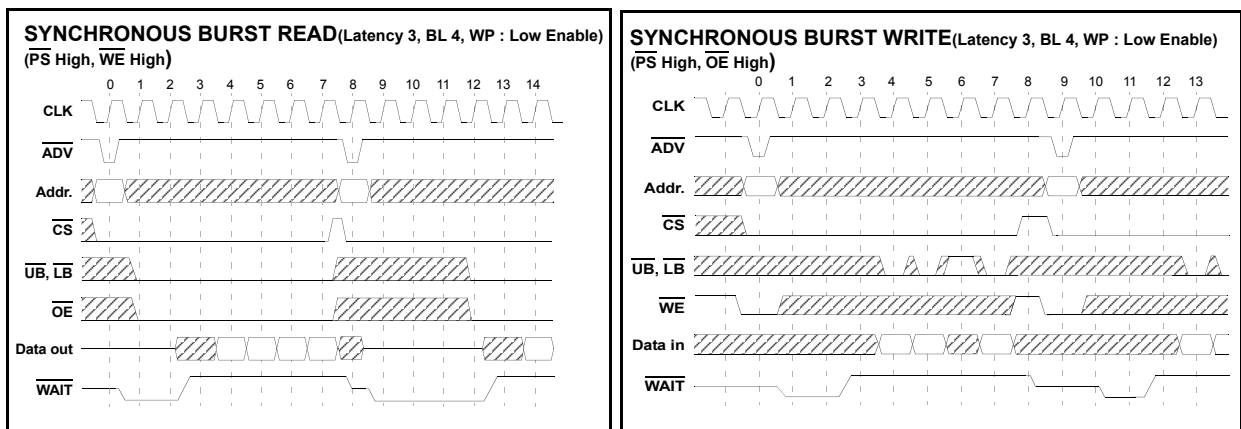 SYNCHRONOUS BURST READ(Latency 3, BL 4, WP : Low Enable)
(PS High, WE High)
0 1 2 3 4 5 6 7 8 9 10 11 12 13 14
CLK
ADV
Addr.
CS
UB, LB
OE
Data out
WAIT
SYNCHRONOUS BURST WRITE(Latency 3, BL 4, WP : Low Enable)
(PS High, OE High)
0 1 2 3 4 5 6 7 8 9 10 11 12 13
CLK
ADV
Addr.
CS
UB, LB
WE
Data in
WAIT